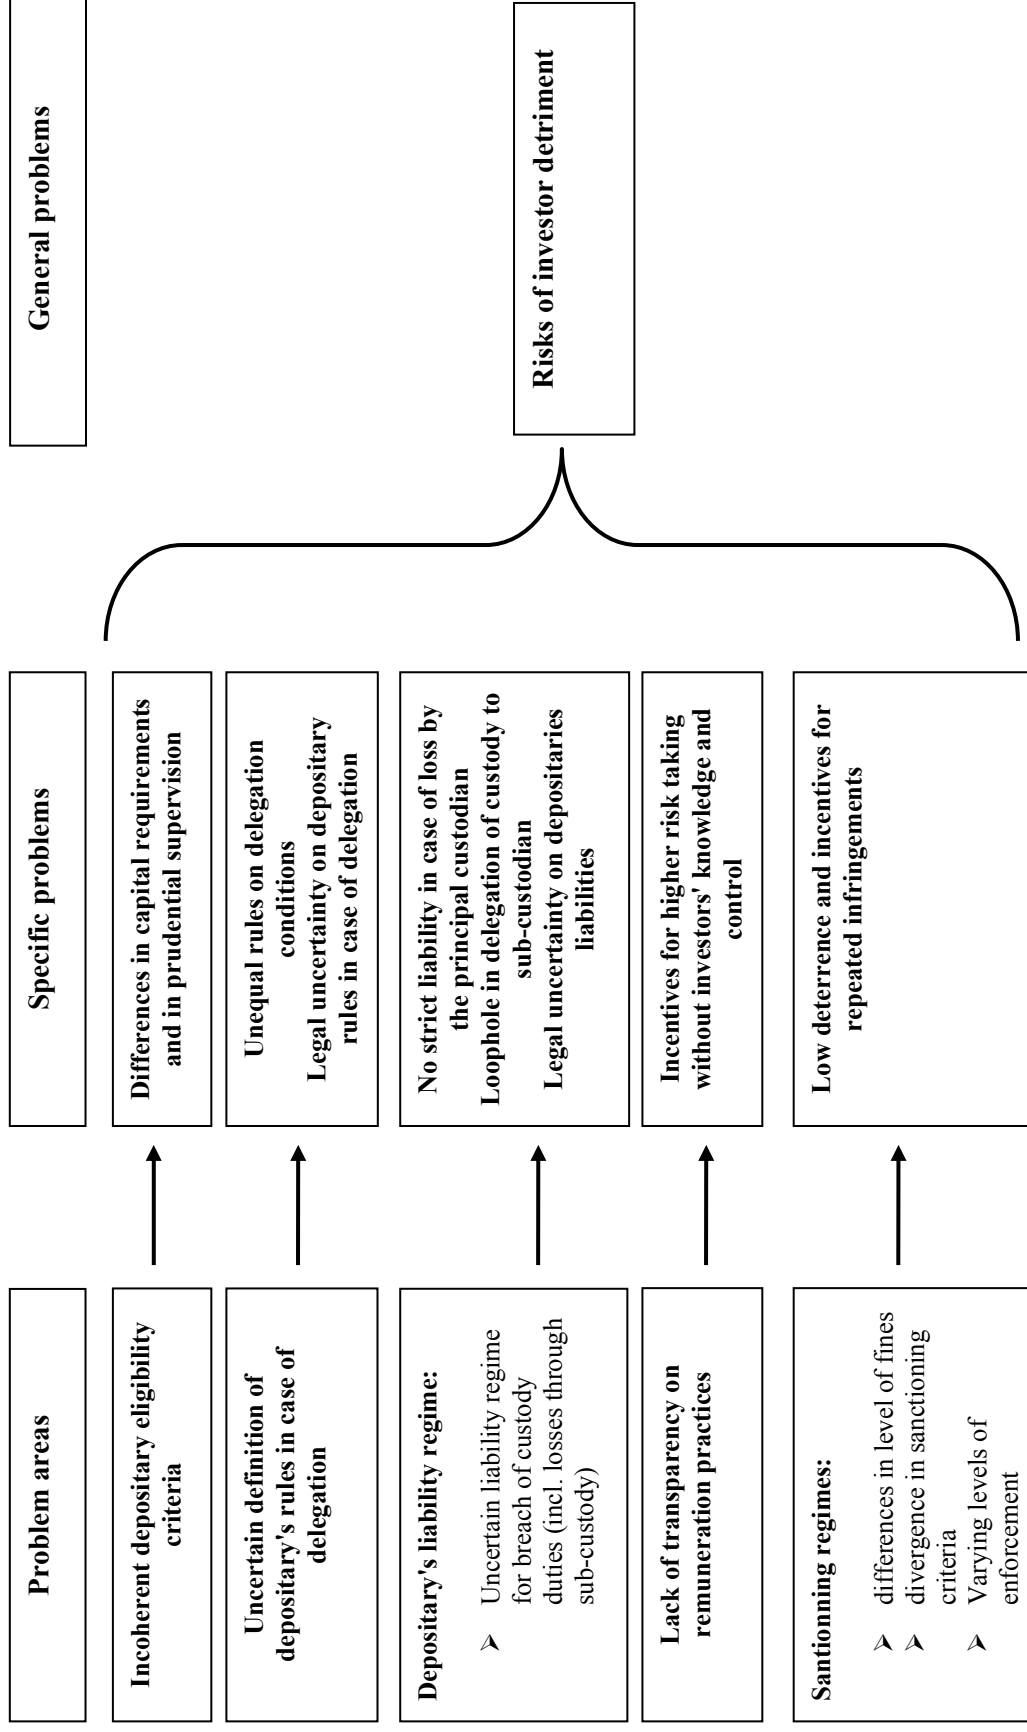 Problem areas
Specific problems
General problems
Incoherent depositary eligibility
criteria
Differences in capital requirements
and in prudential supervision
Uncertain definition of
depositary's rules in case of
delegation
Unequal rules on delegation
conditions
Legal uncertainty on depositary
rules in case of delegation
Depositary's liability regime:
➢ Uncertain liability regime
for breach of custody
duties (incl. losses through
sub-custody)
No strict liability in case of loss by
the principal custodian
Loophole in delegation of custody to
sub-custodian
Legal uncertainty on depositaries
liabilities
Lack of transparency on
remuneration practices
Incentives for higher risk taking
without investors' knowledge and
control
Santionning regimes:
➢ differences in level of fines
➢ divergence in sanctioning
criteria
➢ Varying levels of
enforcement
Low deterrence and incentives for
repeated infringements
Risks of investor detriment